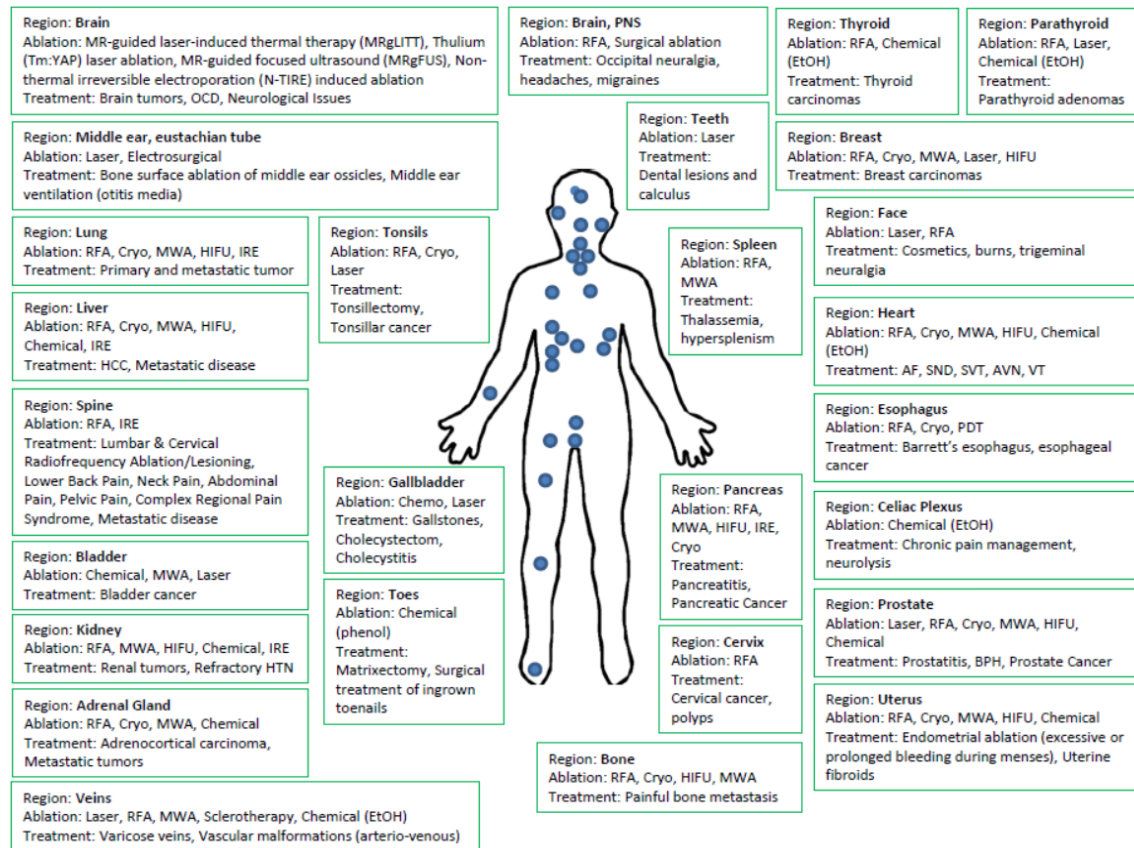 Region: Brain
Ablation: MR-guided laser-induced thermal therapy (MRgLITT), Thulium
(Tm:YAP) laser ablation, MR-guided focused ultrasound (MRgFUS), Non-
thermal irreversible electroporation (N-TIRE) induced ablation
Treatment: Brain tumors, OCD, Neurological Issues
Region: Brain, PNS
Ablation: RFA, Surgical ablation
Treatment: Occipital neuralgia,
headaches, migraines
Region: Thyroid
Ablation: RFA, Chemical
(EtOH)
Treatment: Thyroid
carcinomas
Region: Parathyroid
Ablation: RFA, Laser,
Chemical (EtOH)
Treatment:
Parathyroid adenomas
Region: Middle ear, eustachian tube
Ablation: Laser, Electrosurgical
Treatment: Bone surface ablation of middle ear ossicles, Middle ear
ventilation (otitis media)
Region: Teeth
Ablation: Laser
Treatment:
Dental lesions and
calculus
Region: Breast
Ablation: RFA, Cryo, MWA, Laser, HIFU
Treatment: Breast carcinomas
Region: Lung
Ablation: RFA, Cryo, MWA, HIFU, IRE
Treatment: Primary and metastatic tumor
Region: Tonsils
Ablation: RFA, Cryo,
Laser
Treatment:
Tonsillectomy,
Tonsillar cancer
Region: Spleen
Ablation: RFA,
MWA
Treatment:
Thalassemia,
hypersplenism
Region: Face
Ablation: Laser, RFA
Treatment: Cosmetics, burns, trigeminal
neuralgia
Region: Liver
Ablation: RFA, Cryo, MWA, HIFU,
Chemical, IRE
Treatment: HCC, Metastatic disease
Region: Heart
Ablation: RFA, Cryo, MWA, HIFU, Chemical
(EtOH)
Treatment: AF, SND, SVT, AVN, VT
Region: Spine
Ablation: RFA, IRE
Treatment: Lumbar & Cervical
Radiofrequency Ablation/Lesioning,
Lower Back Pain, Neck Pain, Abdominal
Pain, Pelvic Pain, Complex Regional Pain
Syndrome, Metastatic disease
Region: Esophagus
Ablation: RFA, Cryo, PDT
Treatment: Barrett's esophagus, esophageal
cancer
Region: Gallbladder
Ablation: Chemo, Laser
Treatment: Gallstones,
Cholecystectom,
Cholecystitis
Region: Pancreas
Ablation: RFA,
MWA, HIFU, IRE,
Cryo
Treatment:
Pancreatitis,
Pancreatic Cancer
Region: Celiac Plexus
Ablation: Chemical (EtOH)
Treatment: Chronic pain management,
neurolysis
Region: Bladder
Ablation: Chemical, MWA, Laser
Treatment: Bladder cancer
Region: Toes
Ablation: Chemical
(phenol)
Treatment:
Matrixectomy, Surgical
treatment of ingrown
toenails
Region: Prostate
Ablation: Laser, RFA, Cryo, MWA, HIFU,
Chemical
Treatment: Prostatitis, BPH, Prostate Cancer
Region: Kidney
Ablation: RFA, MWA, HIFU, Chemical, IRE
Treatment: Renal tumors, Refractory HTN
Region: Cervix
Ablation: RFA
Treatment:
Cervical cancer,
polyps
Region: Adrenal Gland
Ablation: RFA, Cryo, MWA, Chemical
Treatment: Adrenocortical carcinoma,
Metastatic tumors
Region: Uterus
Ablation: RFA, Cryo, MWA, HIFU, Chemical
Treatment: Endometrial ablation (excessive or
prolonged bleeding during menses), Uterine
fibroids
Region: Bone
Ablation: RFA, Cryo, HIFU, MWA
Treatment: Painful bone metastasis
Region: Veins
Ablation: Laser, RFA, MWA, Sclerotherapy, Chemical (EtOH)
Treatment: Varicose veins, Vascular malformations (arterio-venous)